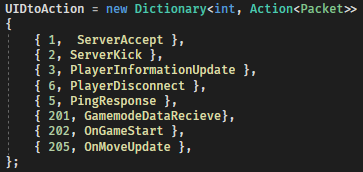 UIDtoAction = new Dictionary<int, Action<Packet>>
{
{ 1,  ServerAccept },
{ 2, ServerKick },
{ 3, PlayerInformationUpdate },
{ 6, PlayerDisconnect },
{ 5, PingResponse },
{ 201, GamemodeDataRecieve},
{ 202, OnGameStart },
{ 205, OnMoveUpdate },
};